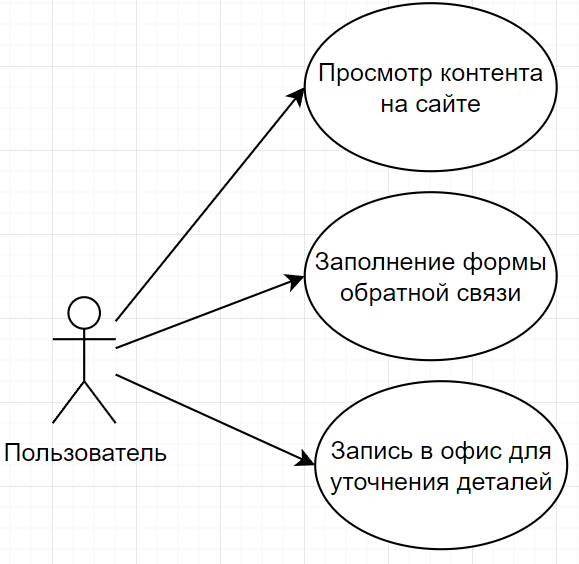 Просмотр контента
на сайте
Заполнение формы
обратной связи
Пользователь
Запись в офис для
уточнения деталей